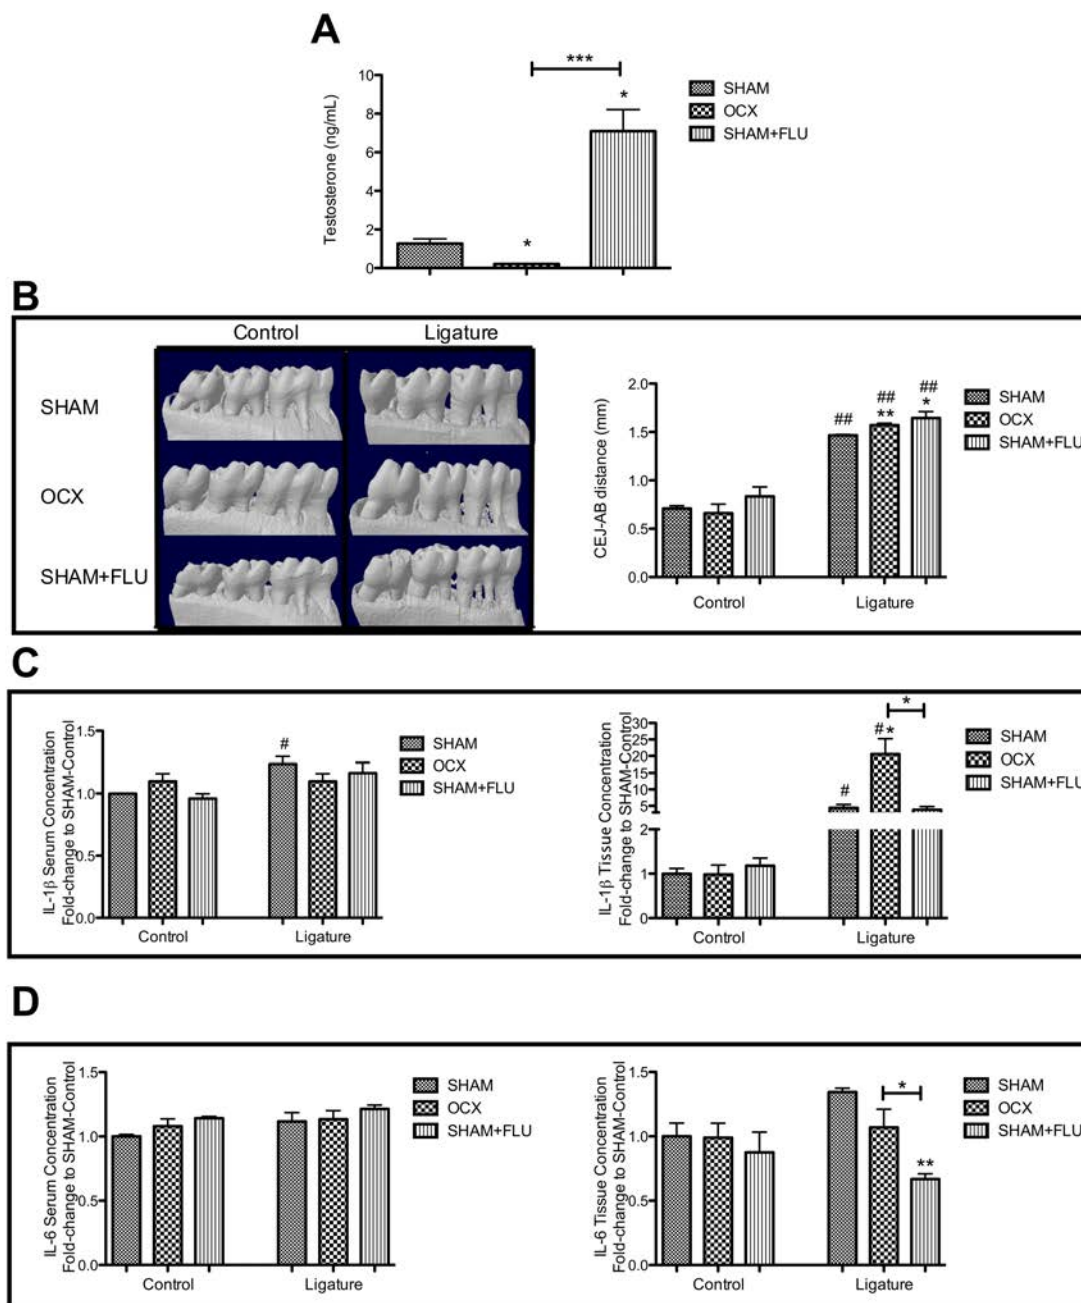 A
***
Testosterone (ng/mL)
10
8
6
4
2
0
*
*
SHAM
OCX
SHAM+FLU
B
Control
Ligature
SHAM
OCX
SHAM+FLU
CEJ-AB distance (mm)
2.0
1.5
1.0
0.5
0.0
##
##
**
##
*
Control
Ligature
SHAM
OCX
SHAM+FLU
C
IL-1β Serum Concentration
Fold-change to SHAM-Control
1.5
1.0
0.5
0.0
#
Control
Ligature
SHAM
OCX
SHAM+FLU
IL-1β Tissue Concentration
Fold-change to SHAM-Control
30
25
20
15
10
5
2
1
0
#
#*
*
Control
Ligature
SHAM
OCX
SHAM+FLU
D
IL-6 Serum Concentration
Fold-change to SHAM-Control
1.5
1.0
0.5
0.0
Control
Ligature
SHAM
OCX
SHAM+FLU
IL-6 Tissue Concentration
Fold-change to SHAM-Control
1.5
1.0
0.5
0.0
*
**
Control
Ligature
SHAM
OCX
SHAM+FLU